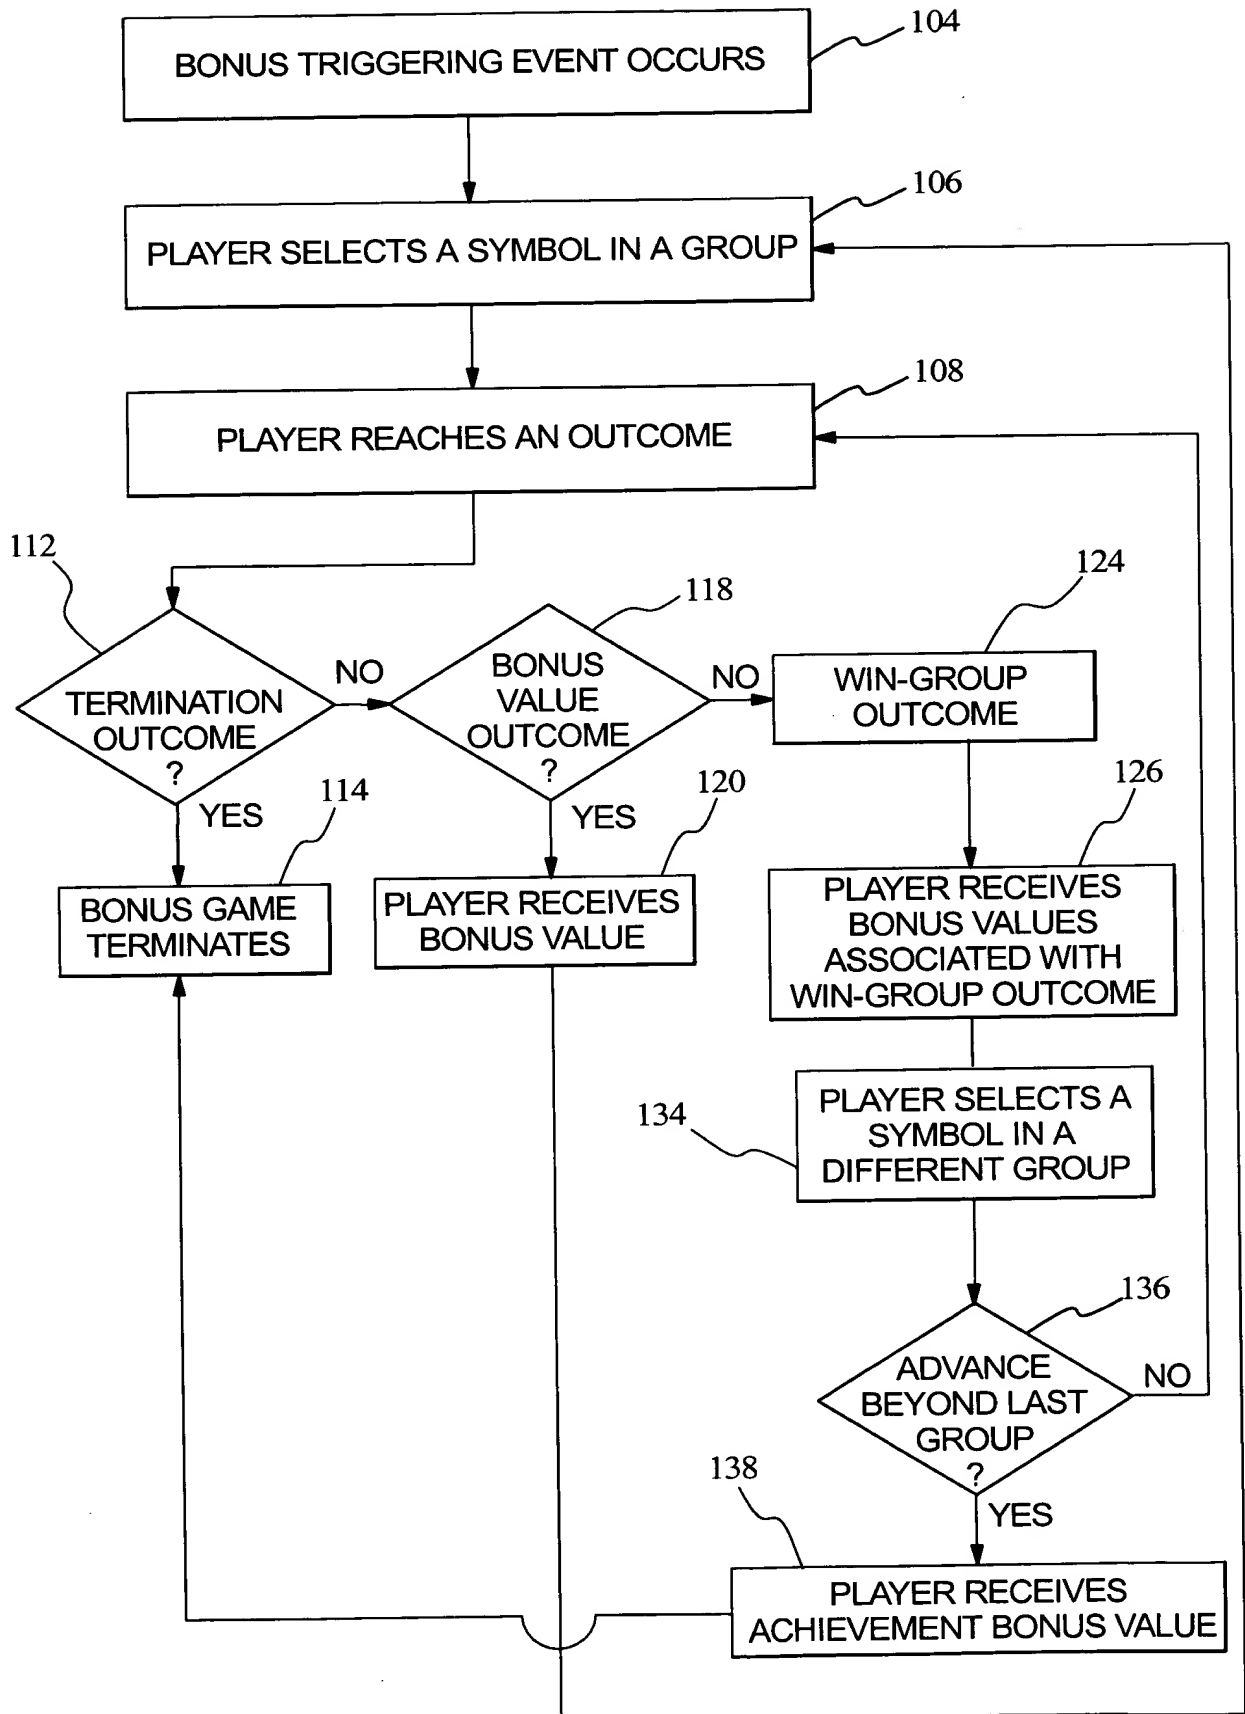 104
BONUS TRIGGERING EVENT OCCURS
106
PLAYER SELECTS A SYMBOL IN A GROUP
108
PLAYER REACHES AN OUTCOME
112
TERMINATION
OUTCOME
?
NO
YES
118
BONUS
VALUE
OUTCOME
?
NO
YES
124
WIN-GROUP
OUTCOME
114
BONUS GAME
TERMINATES
120
PLAYER RECEIVES
BONUS VALUE
126
PLAYER RECEIVES
BONUS VALUES
ASSOCIATED WITH
WIN-GROUP OUTCOME
134
PLAYER SELECTS A
SYMBOL IN A
DIFFERENT GROUP
136
ADVANCE
BEYOND LAST
GROUP
?
NO
YES
138
PLAYER RECEIVES
ACHIEVEMENT BONUS VALUE